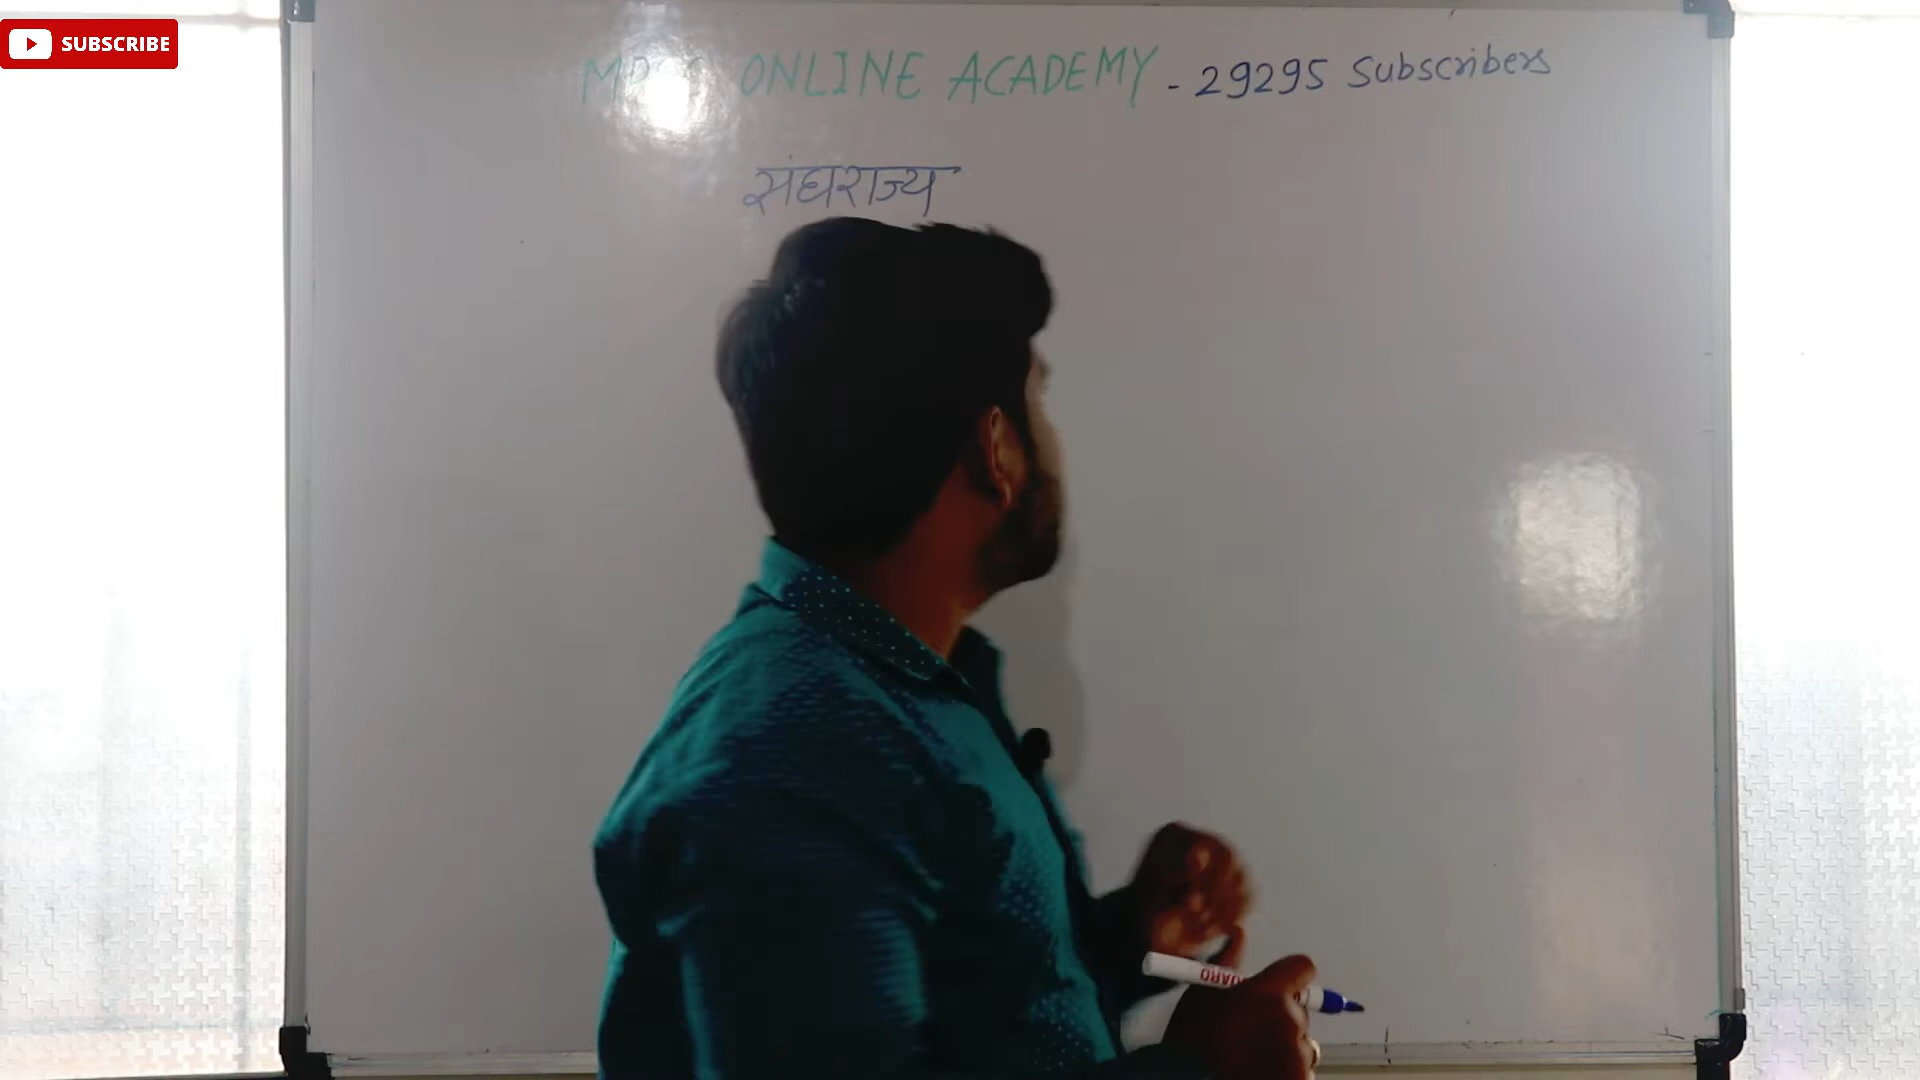 SUBSCRIBE
ONLINE ACADEMY - 29295 Subscribers
संघराज्य